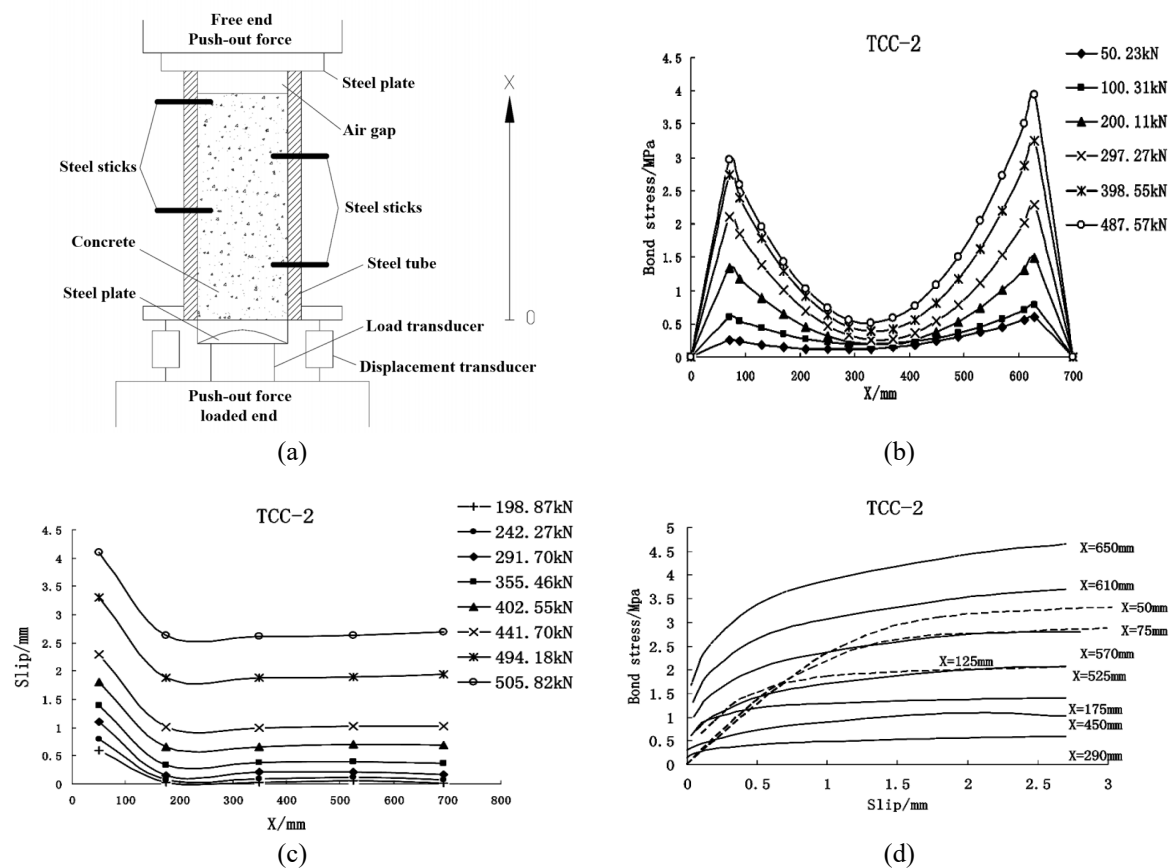 Free end
Push-out force
Steel plate
Air gap
X
Steel sticks
Steel sticks
Concrete
Steel tube
Steel plate
0
Load transducer
Displacement transducer
Push-out force
loaded end
(a)
TCC-2
Bond stress/MPa
4.5
4
3.5
3
2.5
2
1.5
1
0.5
0
0 100 200 300 400 500 600 700
X/mm
50.23kN
100.31kN
200.11kN
297.27kN
398.55kN
487.57kN
(b)
TCC-2
Slip/mm
4.5
4
3.5
3
2.5
2
1.5
1
0.5
0
0 100 200 300 400 500 600 700 800
X/mm
198.87kN
242.27kN
291.70kN
355.46kN
402.55kN
441.70kN
494.18kN
505.82kN
(c)
TCC-2
Bond stress/Mpa
5
4.5
4
3.5
3
2.5
2
1.5
1
0.5
0
0 0.5 1 1.5 2 2.5 3
Slip/mm
X=650mm
X=610mm
X=50mm
X=75mm
X=570mm
X=125mm
X=525mm
X=175mm
X=450mm
X=290mm
(d)